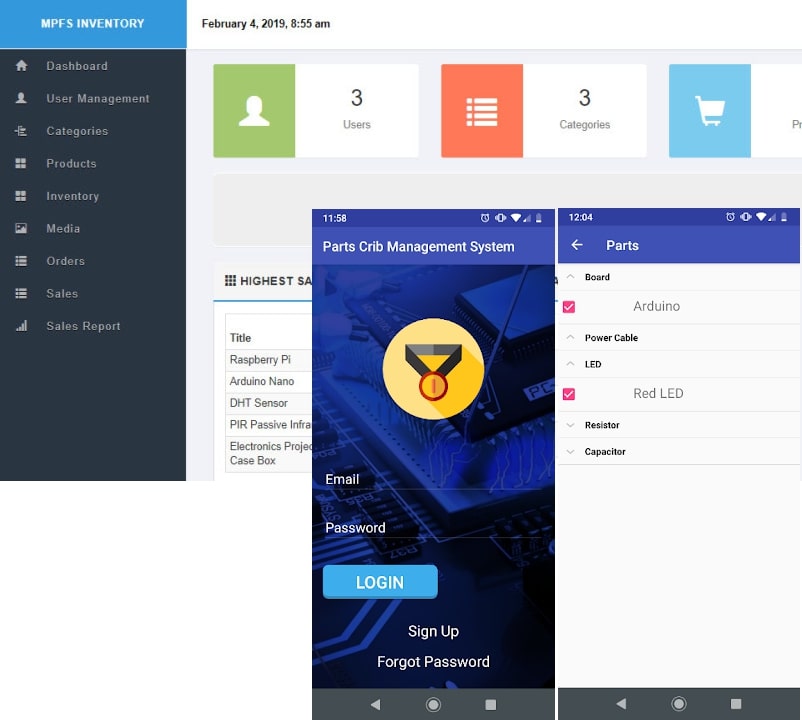 MPFS INVENTORY
February 4, 2019, 8:55 am
Dashboard
User Management
Categories
Products
Inventory
Media
Orders
Sales
Sales Report
3
Users
3
Categories
HIGHEST SA
Title
Raspberry Pi
Arduino Nano
DHT Sensor
PIR Passive Infra
Electronics Projec
Case Box
11:58
Parts Crib Management System
Email
Password
LOGIN
Sign Up
Forgot Password
12:04
Parts
Board
Arduino
Power Cable
LED
Red LED
Resistor
Capacitor